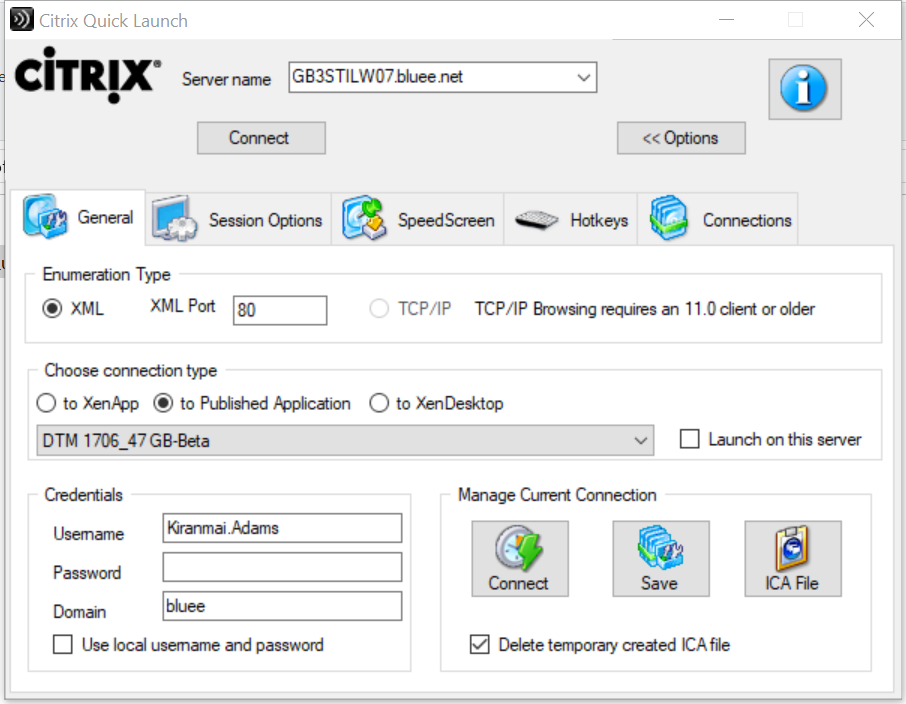 Citrix Quick Launch
CİTRIX®
Server name
GB3STILW07.bluee.net
Connect
<< Options
General
Session Options
SpeedScreen
Hotkeys
Connections
Enumeration Type
XML
XML Port
80
TCP/IP
TCP/IP Browsing requires an 11.0 client or older
Choose connection type
to XenApp
to Published Application
to XenDesktop
DTM 1706_47 GB-Beta
Launch on this server
Credentials
Manage Current Connection
Username
Kiranmai.Adams
Password
Domain
bluee
Use local username and password
Connect
Save
ICA File
Delete temporary created ICA file